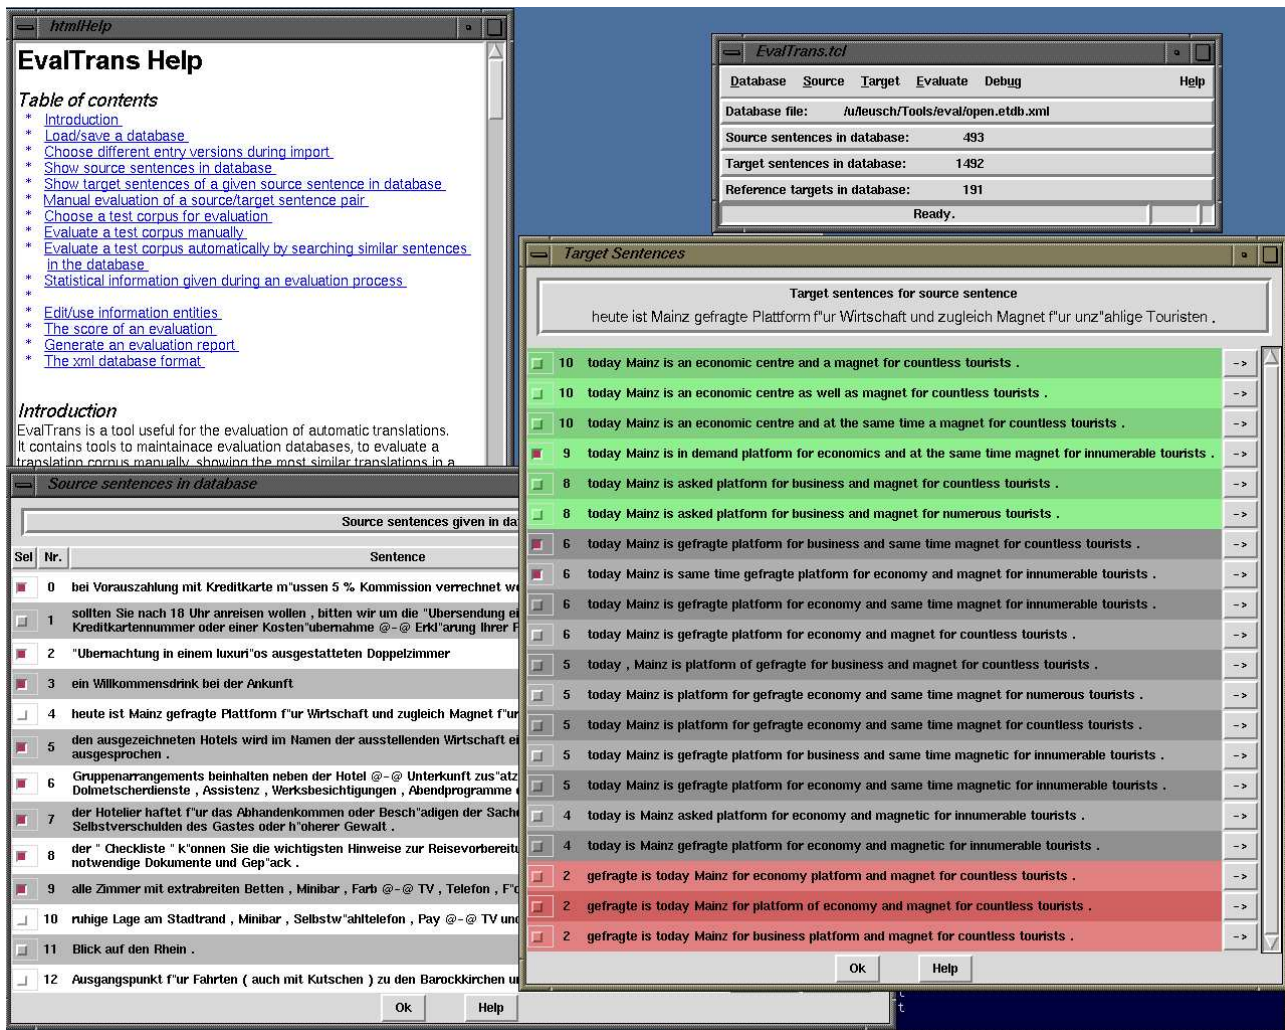 htmlHelp
EvalTrans Help
Table of contents
* Introduction
* Load/save a database
* Choose different entry versions during import
* Show source sentences in database
* Show target sentences of a given source sentence in database
* Manual evaluation of a source/target sentence pair
* Choose a test corpus for evaluation
* Evaluate a test corpus manually
* Evaluate a test corpus automatically by searching similar sentences
in the database
* Statistical information given during an evaluation process
*
* Edit/use information entities
* The score of an evaluation
* Generate an evaluation report
* The xml database format
Introduction
EvalTrans is a tool useful for the evaluation of automatic translations.
It contains tools to maintainace evaluation databases, to evaluate a
translation corpus manually, showing the most similar translations in a
EvalTrans.tcl
Database Source Target Evaluate Debug Help
Database file: /u/leusch/Tools/eval/open.etdb.xml
Source sentences in database: 493
Target sentences in database: 1492
Reference targets in database: 191
Ready.
Target Sentences
Target sentences for source sentence
heute ist Mainz gefragte Plattform f"ur Wirtschaft und zugleich Magnet f"ur unz"ahlige Touristen .
10 today Mainz is an economic centre and a magnet for countless tourists . ->
10 today Mainz is an economic centre as well as magnet for countless tourists . ->
10 today Mainz is an economic centre and at the same time a magnet for countless tourists . ->
9 today Mainz is in demand platform for economics and at the same time magnet for innumerable tourists . ->
8 today Mainz is asked platform for business and magnet for countless tourists . ->
8 today Mainz is asked platform for business and magnet for numerous tourists . ->
6 today Mainz is gefragte platform for business and same time magnet for countless tourists . ->
6 today Mainz is same time gefragte platform for economy and magnet for innumerable tourists . ->
6 today Mainz is gefragte platform for economy and same time magnet for innumerable tourists . ->
6 today Mainz is gefragte platform for economy and magnet for countless tourists . ->
5 today , Mainz is platform of gefragte for business and magnet for countless tourists . ->
5 today Mainz is platform for gefragte economy and same time magnet for numerous tourists . ->
5 today Mainz is platform for gefragte economy and same time magnet for countless tourists . ->
5 today Mainz is gefragte platform for business and same time magnetic for innumerable tourists . ->
5 today Mainz is gefragte platform for economy and same time magnetic for innumerable tourists . ->
4 today is Mainz asked platform for economy and magnetic for innumerable tourists . ->
4 today is Mainz gefragte platform for economy and magnetic for innumerable tourists . ->
2 gefragte is today Mainz for economy platform and magnet for countless tourists . ->
2 gefragte is today Mainz for platform of economy and magnet for countless tourists . ->
2 gefragte is today Mainz for business platform and magnet for countless tourists . ->
Ok Help
Source sentences in database
Source sentences given in da
Sel Nr. Sentence
0 bei Vorauszahlung mit Kreditkarte m"ussen 5 % Kommission verrechnet we
1 sollten Sie nach 18 Uhr anreisen wollen , bitten wir um die "Ubersendung ei
Kreditkartennummer oder einer Kosten"ubernahme @-@ Erkl"arung Ihrer F
2 "Ubernachtung in einem luxuri"os ausgestatteten Doppelzimmer
3 ein Willkommensdrink bei der Ankunft
4 heute ist Mainz gefragte Plattform f"ur Wirtschaft und zugleich Magnet f"ur
5 den ausgezeichneten Hotels wird im Namen der ausstellenden Wirtschaft ei
ausgesprochen .
6 Gruppenarrangements beinhalten neben der Hotel @-@ Unterkunft zus"atz
Dolmetscherdienste , Assistenz , Werksbesichtigungen , Abendprogramme
7 der Hotelier haftet f"ur das Abhandenkommen oder Besch"adigen der Sache
Selbstverschulden des Gastes oder h"oherer Gewalt .
8 der " Checkliste " k"onnen Sie die wichtigsten Hinweise zur Reisevorbereitu
notwendige Dokumente und Gep"ack .
9 alle Zimmer mit extrabreiten Betten , Minibar , Farb @-@ TV , Telefon , F"o
10 ruhige Lage am Stadtrand , Minibar , Selbstw"ahltelefon , Pay @-@ TV und
11 Blick auf den Rhein .
12 Ausgangspunkt f"ur Fahrten ( auch mit Kutschen ) zu den Barockkirchen u
Ok Help
t